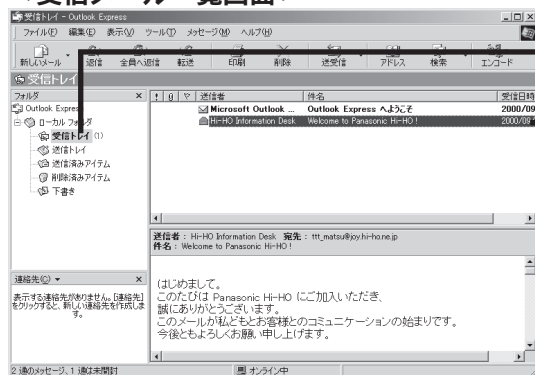 <受信メール一覧画面>
受信トレイ - Outlook Express
ファイル(F) 編集(E) 表示(V) ツール(T) メッセージ(M) ヘルプ(H)
新しいメール 返信 全員へ返信 転送 印刷 削除 送受信 アドレス 検索 エンコード
受信トレイ
フォルダ ×
! 送信者 件名 受信日時
Outlook Express
Microsoft Outlook ... Outlook Express へようこそ 2000/09
ローカル フォルダ
Hi-HO Information Desk Welcome to Panasonic Hi-HO ! 2000/09
受信トレイ (1)
送信トレイ
送信済みアイテム
削除済みアイテム
下書き
送信者 : Hi-HO Information Desk 宛先 : ttt_matsu@joy.hi-ho.ne.jp
件名 : Welcome to Panasonic Hi-HO !
連絡先(C) ×
表示する連絡先がありません。[連絡先]
をクリックすると、新しい連絡先を作成しま
す。
はじめまして。
このたびは Panasonic Hi-HO にご加入いただき、
誠にありがとうございます。
このメールが私どもとお客様とのコミュニケーションの始まりです。
今後ともよろしくお願い申し上げます。
2 通のメッセージ、1 通は未開封 オンライン中